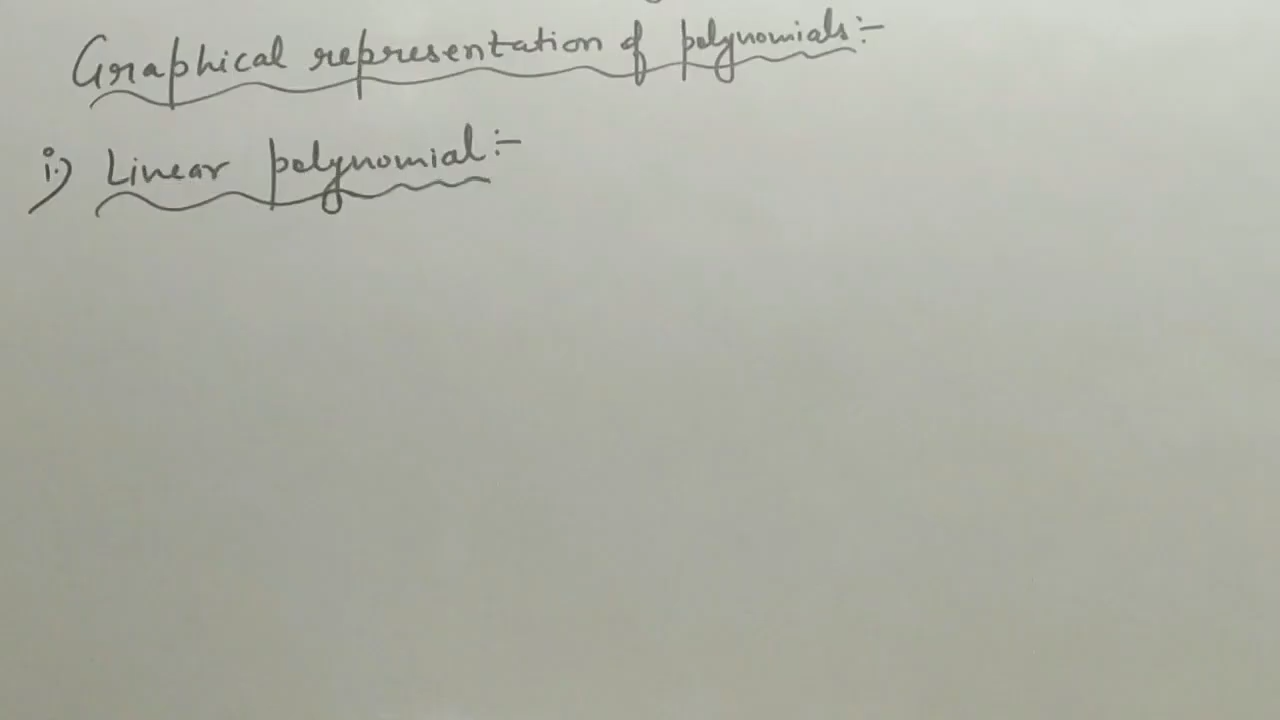 Graphical representation of polynomials:-
i.) Linear polynomial:-